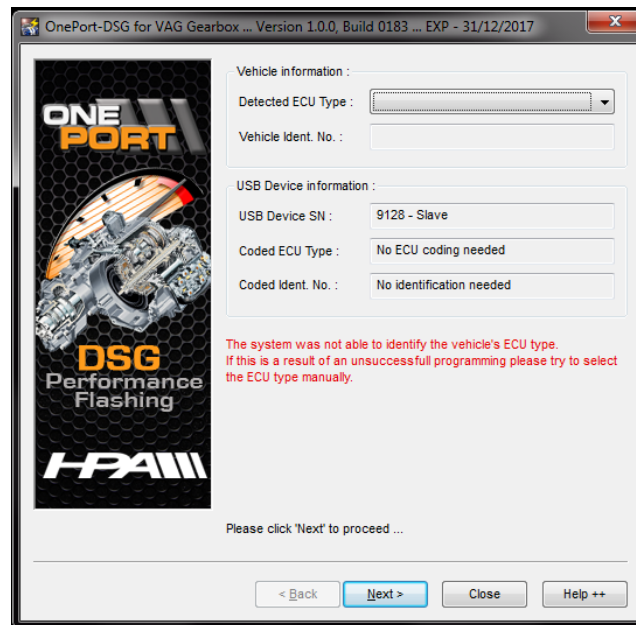 OnePort-DSG for VAG Gearbox ... Version 1.0.0, Build 0183 ... EXP - 31/12/2017
ONE
PORT
DSG
Performance
Flashing
HPA
Vehicle information :
Detected ECU Type :
Vehicle Ident. No. :
USB Device information :
USB Device SN : 9128 - Slave
Coded ECU Type : No ECU coding needed
Coded Ident. No. : No identification needed
The system was not able to identify the vehicle's ECU type.
If this is a result of an unsuccessfull programming please try to select
the ECU type manually.
Please click 'Next' to proceed ...
< Back Next > Close Help ++